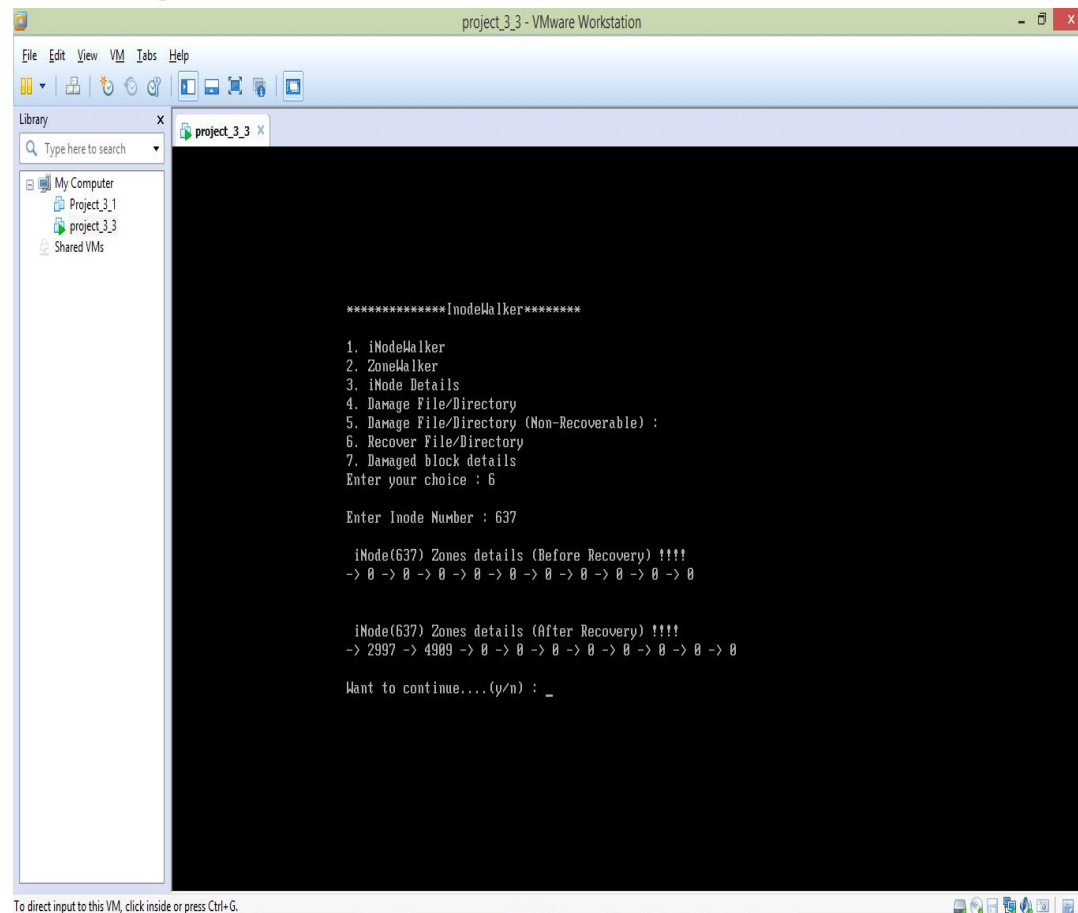 project_3_3 - VMware Workstation
File Edit View VM Tabs Help
Library x
Type here to search
My Computer
Project_3_1
project_3_3
Shared VMs
project_3_3 x
**************InodeWalker********
1. iNodeWalker
2. ZoneWalker
3. iNode Details
4. Damage File/Directory
5. Damage File/Directory (Non-Recoverable) :
6. Recover File/Directory
7. Damaged block details
Enter your choice : 6
Enter Inode Number : 637
iNode(637) Zones details (Before Recovery) !!!!
-> 0 -> 0 -> 0 -> 0 -> 0 -> 0 -> 0 -> 0 -> 0 -> 0
iNode(637) Zones details (After Recovery) !!!!
-> 2997 -> 4909 -> 0 -> 0 -> 0 -> 0 -> 0 -> 0 -> 0 -> 0
Want to continue....(y/n) : _
To direct input to this VM, click inside or press Ctrl+G.